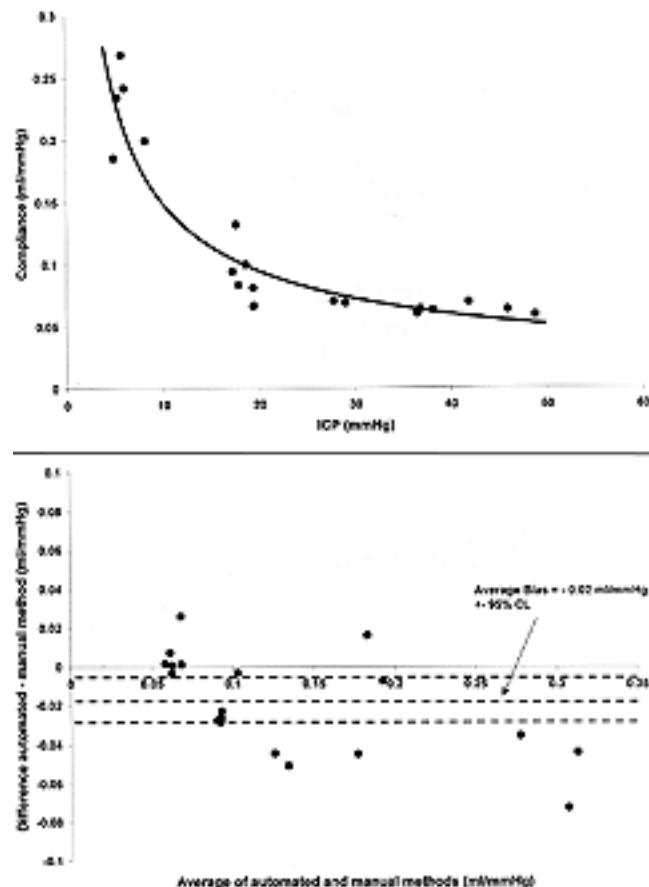 0.3
0.25
0.2
0.15
0.1
0.05
0
Compliance (ml/mmHg)
0 10 20 30 40 50 60
ICP (mmHg)
0.1
0.08
0.06
0.04
0.02
0
-0.02
-0.04
-0.06
-0.08
-0.1
Difference automated - manual method (ml/mmHg)
Average Bias = - 0.02 ml/mmHg
+- 95% CL
0 0.05 0.1 0.15 0.2 0.25 0.3 0.35
Average of automated and manual methods (ml/mmHg)